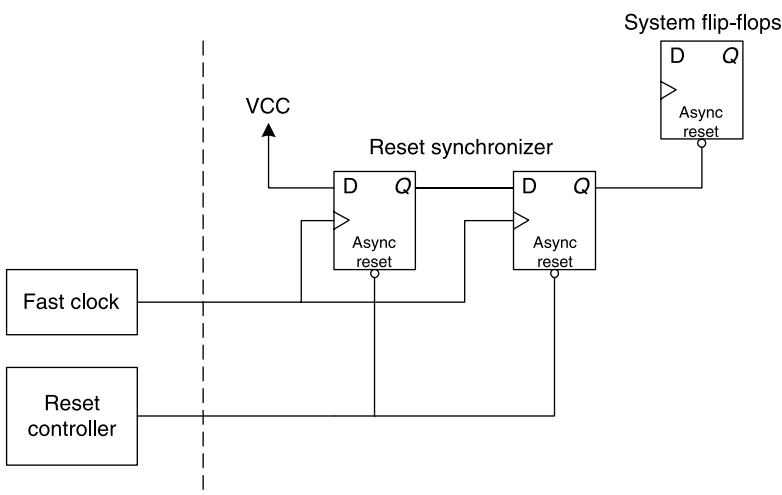 System flip-flops
D Q
Async
reset
VCC
Reset synchronizer
D Q
Async
reset
D Q
Async
reset
Fast clock
Reset
controller